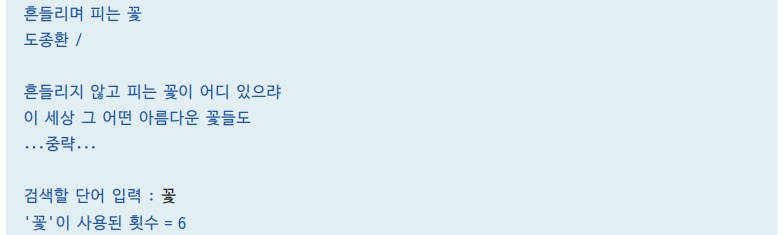 흔들리며 피는 꽃
도종환 /
흔들리지 않고 피는 꽃이 어디 있으랴
이 세상 그 어떤 아름다운 꽃들도
...중략...
검색할 단어 입력 : 꽃
'꽃'이 사용된 횟수 = 6